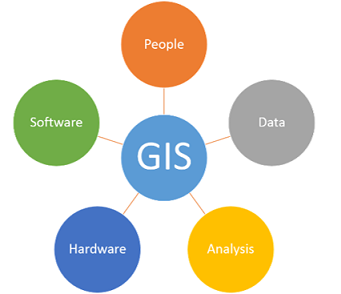 People
Software
Data
GIS
Hardware
Analysis